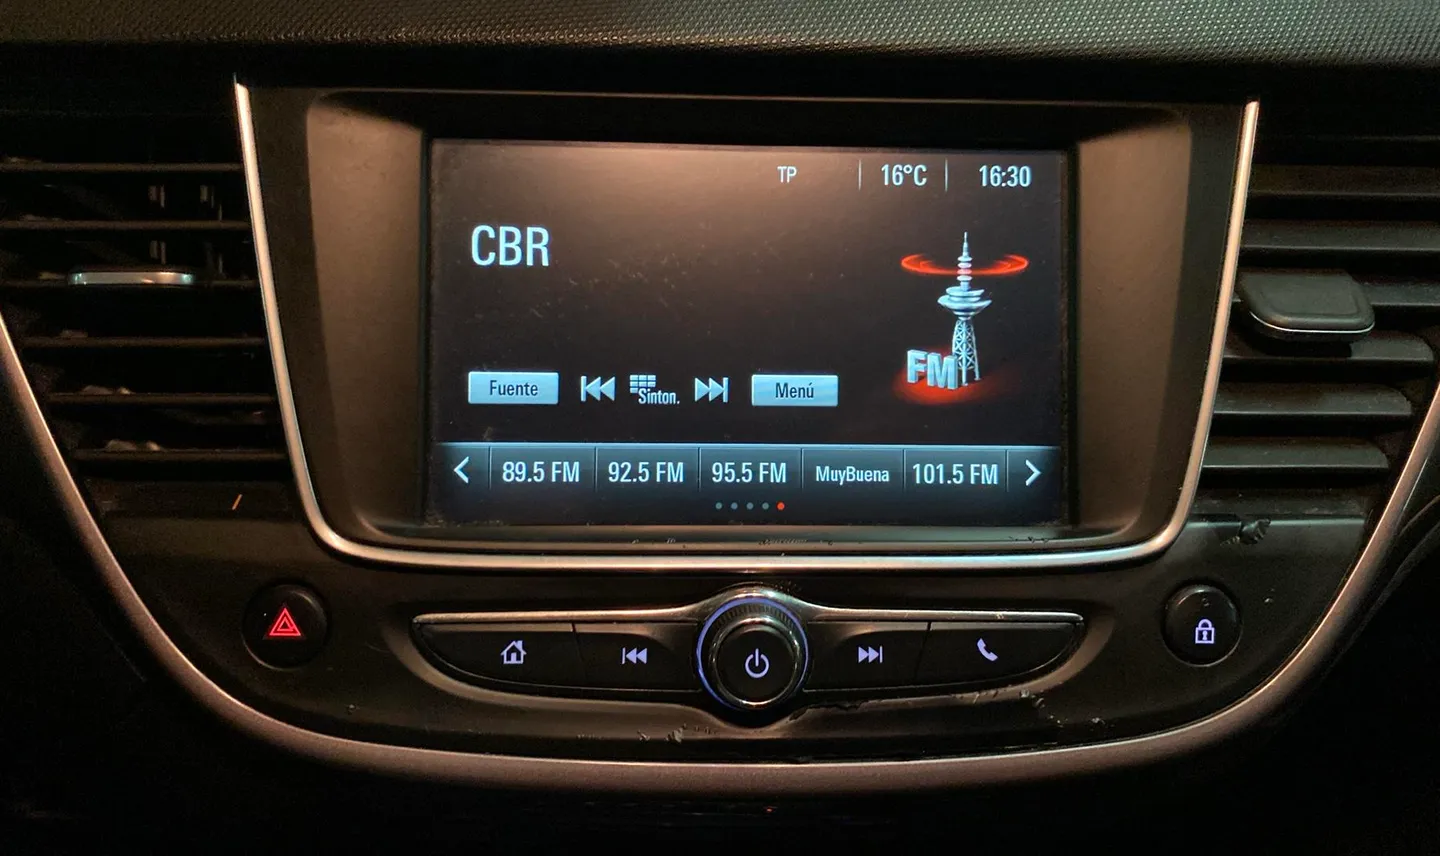 TP 16°C 16:30
CBR
FM
Fuente Sinton. Menú
89.5 FM 92.5 FM 95.5 FM MuyBuena 101.5 FM